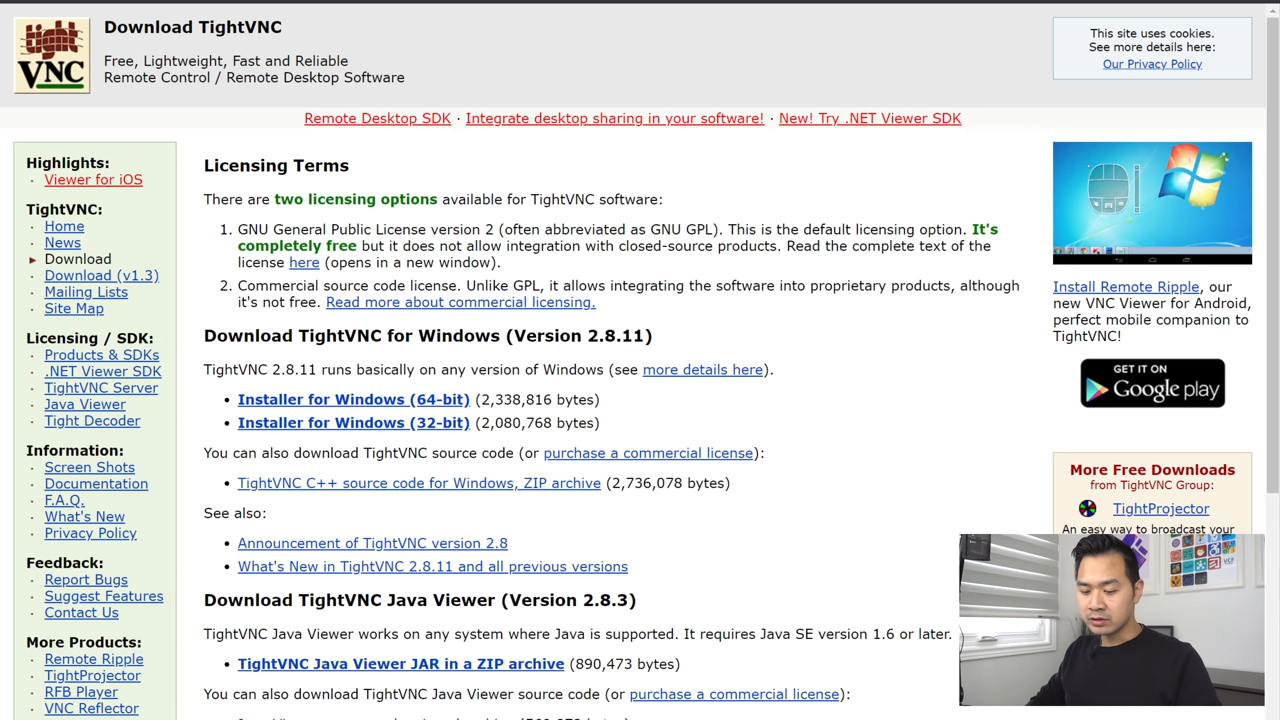 tight
VNC
Download TightVNC
Free, Lightweight, Fast and Reliable
Remote Control / Remote Desktop Software
This site uses cookies.
See more details here:
Our Privacy Policy
Remote Desktop SDK · Integrate desktop sharing in your software! · New! Try .NET Viewer SDK
Highlights:
Viewer for iOS
TightVNC:
Home
News
Download
Download (v1.3)
Mailing Lists
Site Map
Licensing / SDK:
Products & SDKs
.NET Viewer SDK
TightVNC Server
Java Viewer
Tight Decoder
Information:
Screen Shots
Documentation
F.A.Q.
What's New
Privacy Policy
Feedback:
Report Bugs
Suggest Features
Contact Us
More Products:
Remote Ripple
TightProjector
RFB Player
VNC Reflector
Licensing Terms
There are two licensing options available for TightVNC software:
1. GNU General Public License version 2 (often abbreviated as GNU GPL). This is the default licensing option. It's
completely free but it does not allow integration with closed-source products. Read the complete text of the
license here (opens in a new window).
2. Commercial source code license. Unlike GPL, it allows integrating the software into proprietary products, although
it's not free. Read more about commercial licensing.
Download TightVNC for Windows (Version 2.8.11)
TightVNC 2.8.11 runs basically on any version of Windows (see more details here).
• Installer for Windows (64-bit) (2,338,816 bytes)
• Installer for Windows (32-bit) (2,080,768 bytes)
You can also download TightVNC source code (or purchase a commercial license):
• TightVNC C++ source code for Windows, ZIP archive (2,736,078 bytes)
See also:
• Announcement of TightVNC version 2.8
• What's New in TightVNC 2.8.11 and all previous versions
Download TightVNC Java Viewer (Version 2.8.3)
TightVNC Java Viewer works on any system where Java is supported. It requires Java SE version 1.6 or later.
• TightVNC Java Viewer JAR in a ZIP archive (890,473 bytes)
You can also download TightVNC Java Viewer source code (or purchase a commercial license):
Install Remote Ripple, our
new VNC Viewer for Android,
perfect mobile companion to
TightVNC!
GET IT ON
Google play
More Free Downloads
from TightVNC Group:
TightProjector
An easy way to broadcast your